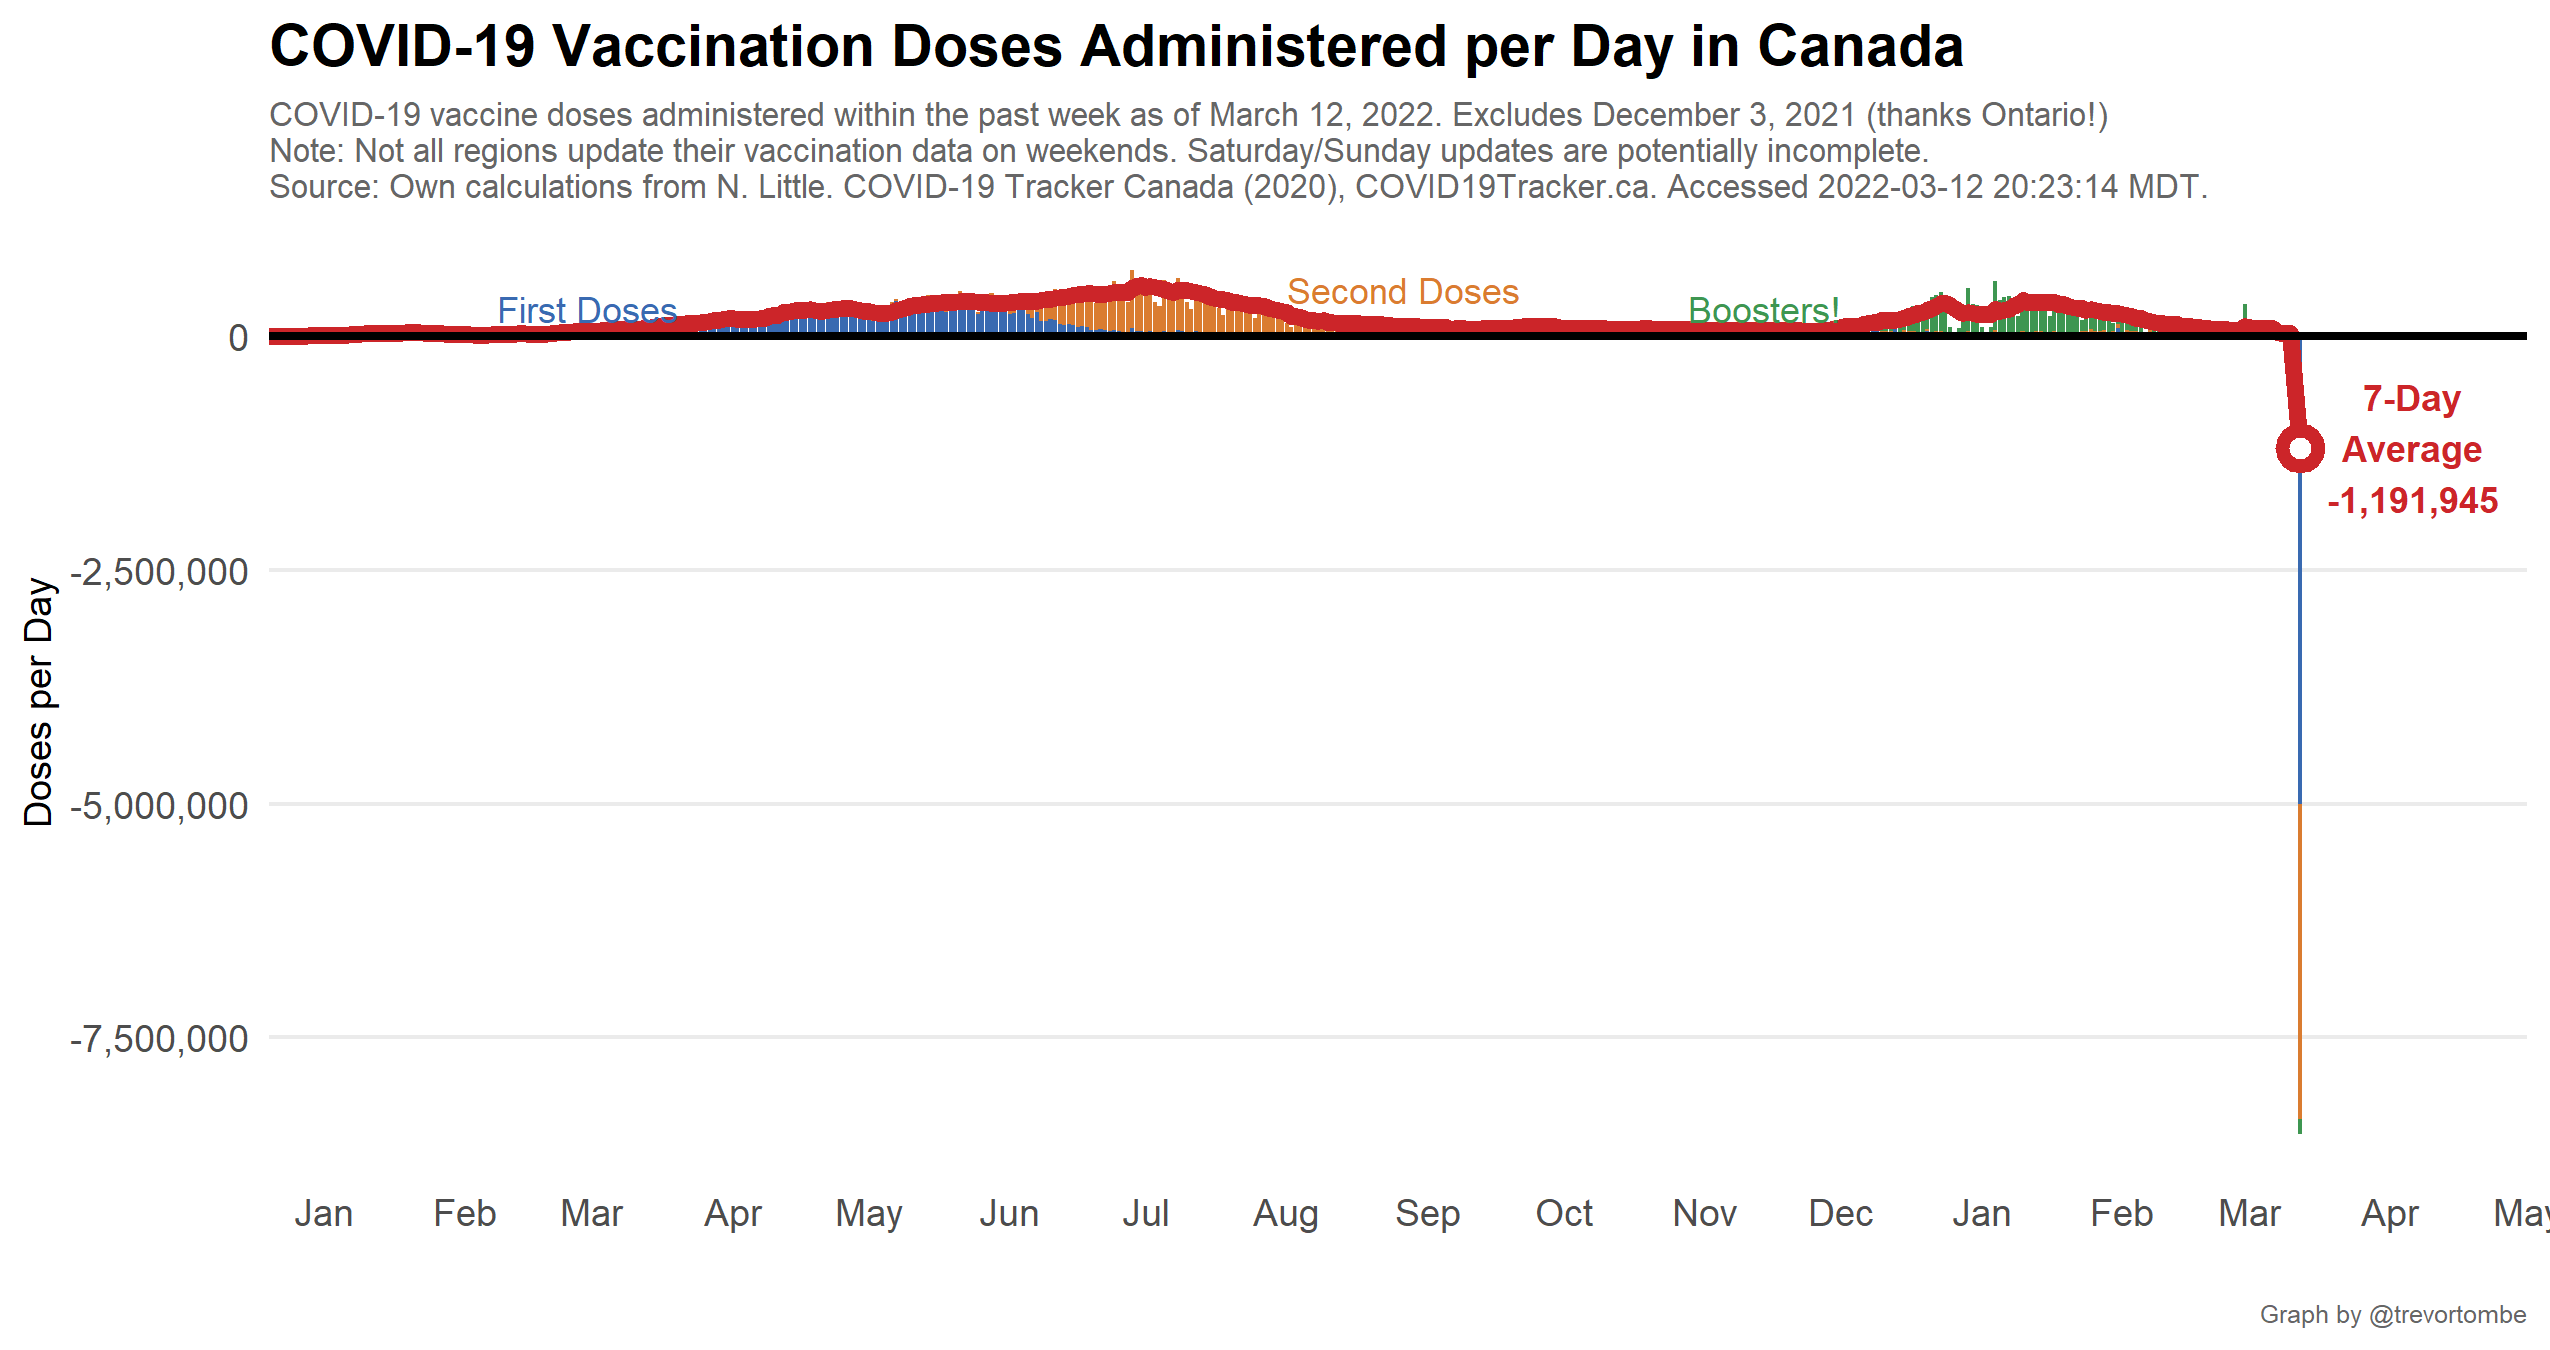 COVID-19 Vaccination Doses Administered per Day in Canada
COVID-19 vaccine doses administered within the past week as of March 12, 2022. Excludes December 3, 2021 (thanks Ontario!)
Note: Not all regions update their vaccination data on weekends. Saturday/Sunday updates are potentially incomplete.
Source: Own calculations from N. Little. COVID-19 Tracker Canada (2020), COVID19Tracker.ca. Accessed 2022-03-12 20:23:14 MDT.
First Doses
Second Doses
Boosters!
7-Day
Average
-1,191,945
Doses per Day
0
-2,500,000
-5,000,000
-7,500,000
Jan Feb Mar Apr May Jun Jul Aug Sep Oct Nov Dec Jan Feb Mar Apr May
Graph by @trevortombe